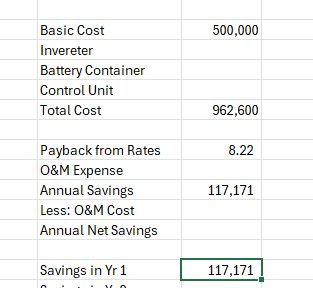 Basic Cost 500,000
Invereter
Battery Container
Control Unit
Total Cost 962,600
Payback from Rates 8.22
O&M Expense
Annual Savings 117,171
Less: O&M Cost
Annual Net Savings
Savings in Yr 1 117,171